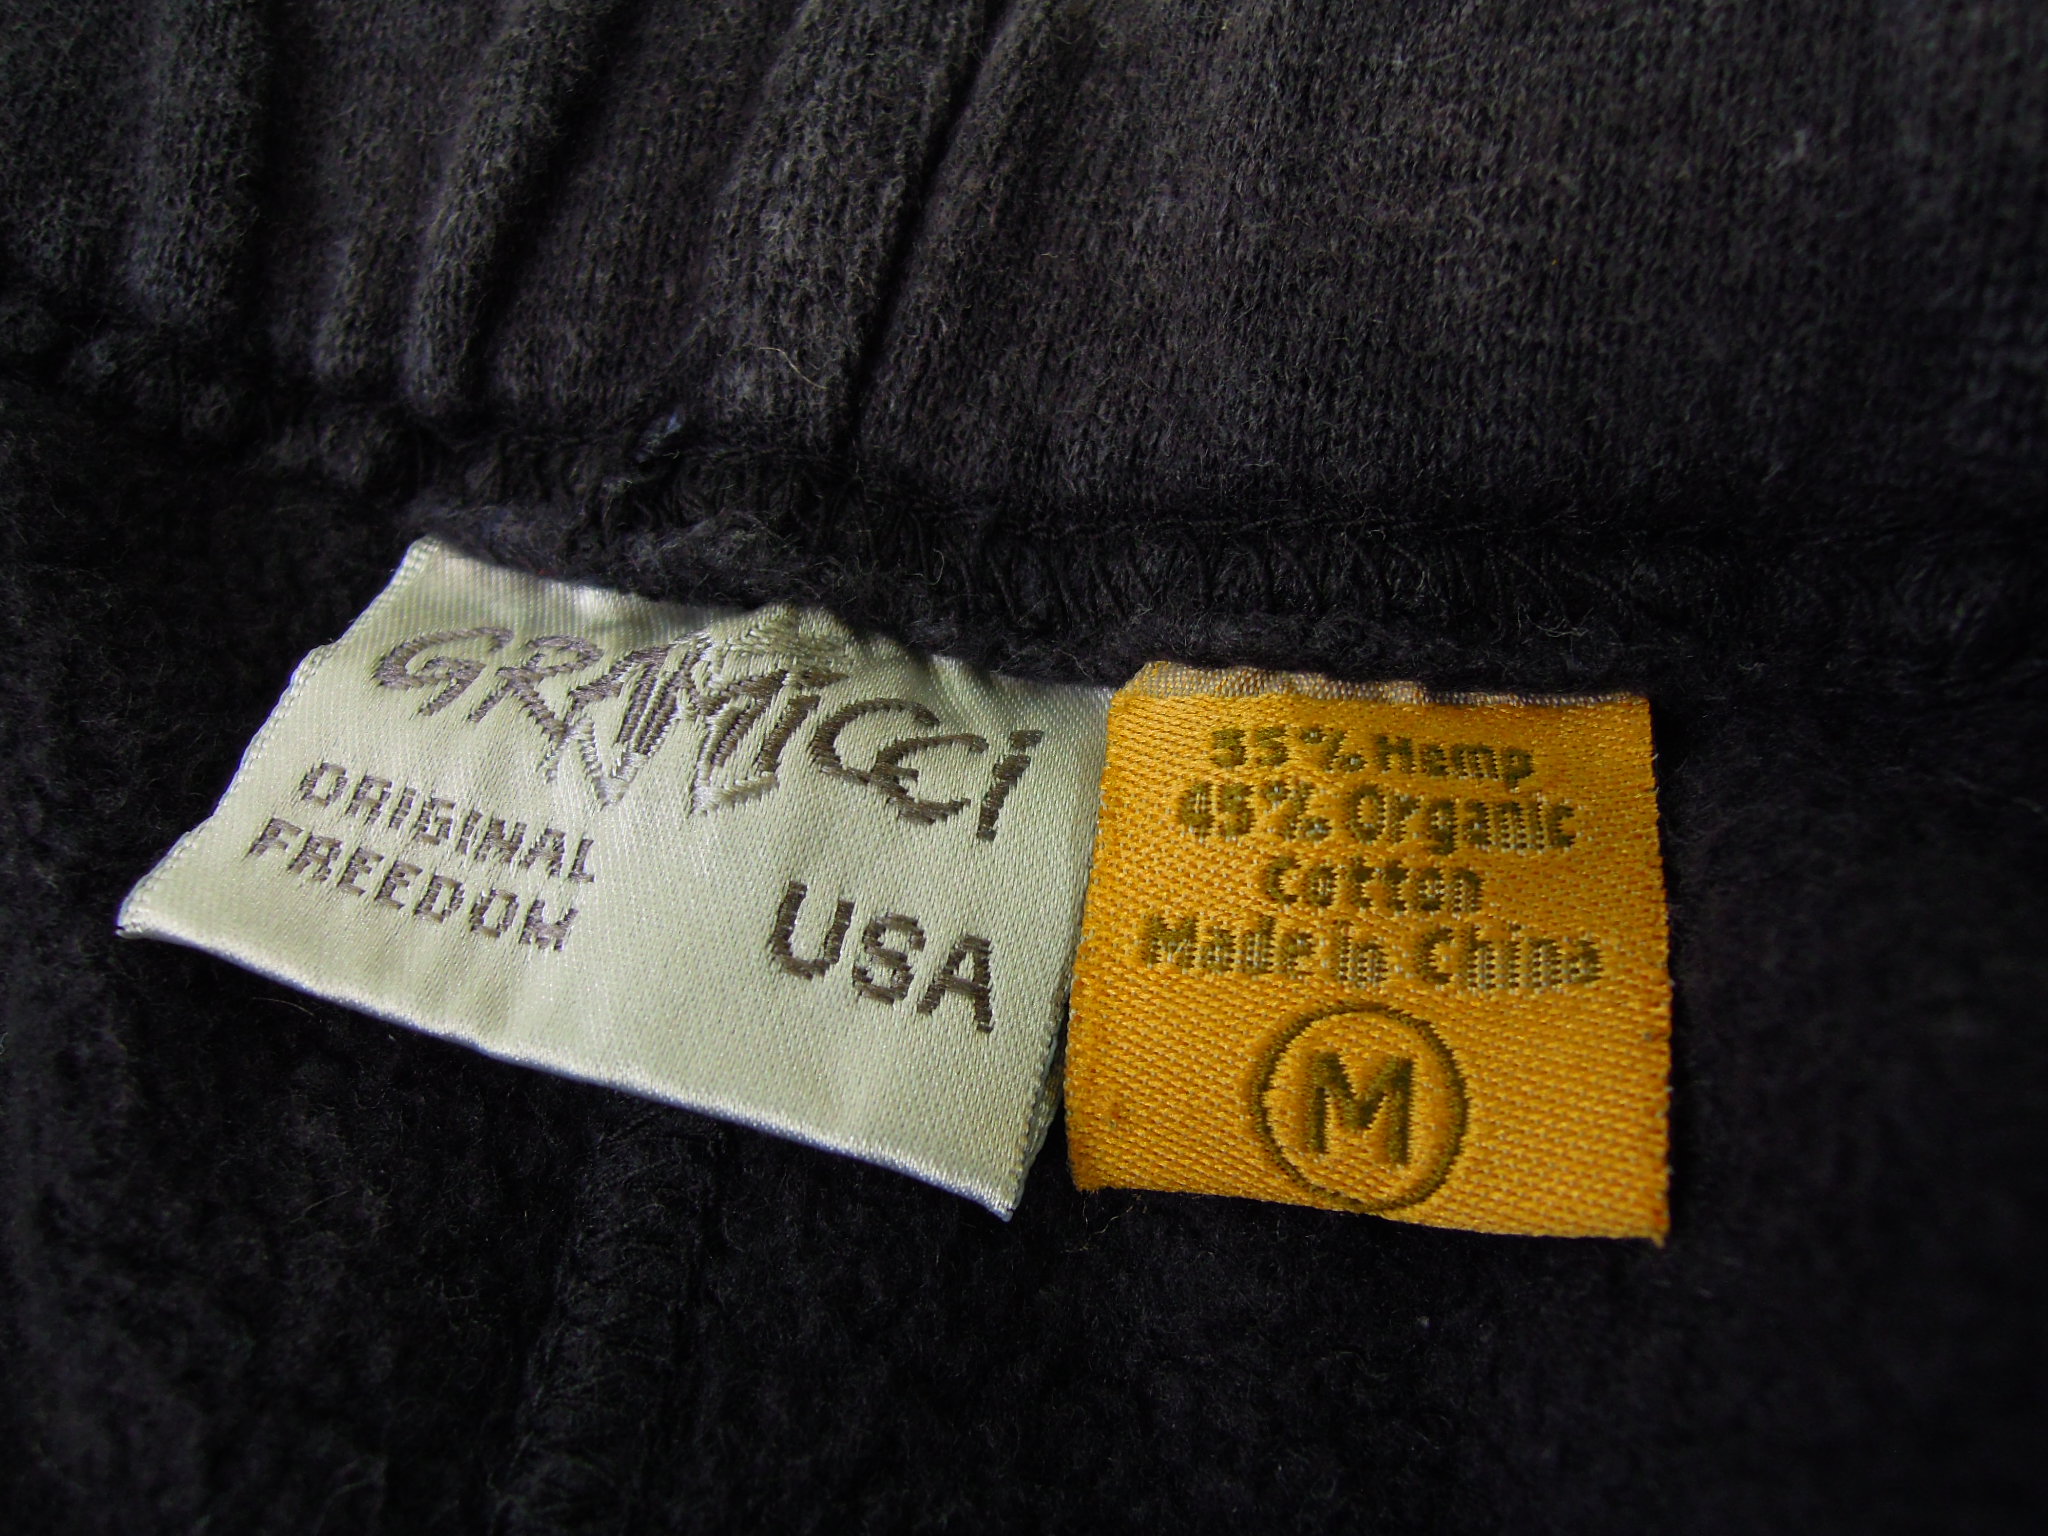 GRAMICCI
ORIGINAL
FREEDOM
USA
55% Hemp
45% Organic
Cotton
Made In China
M